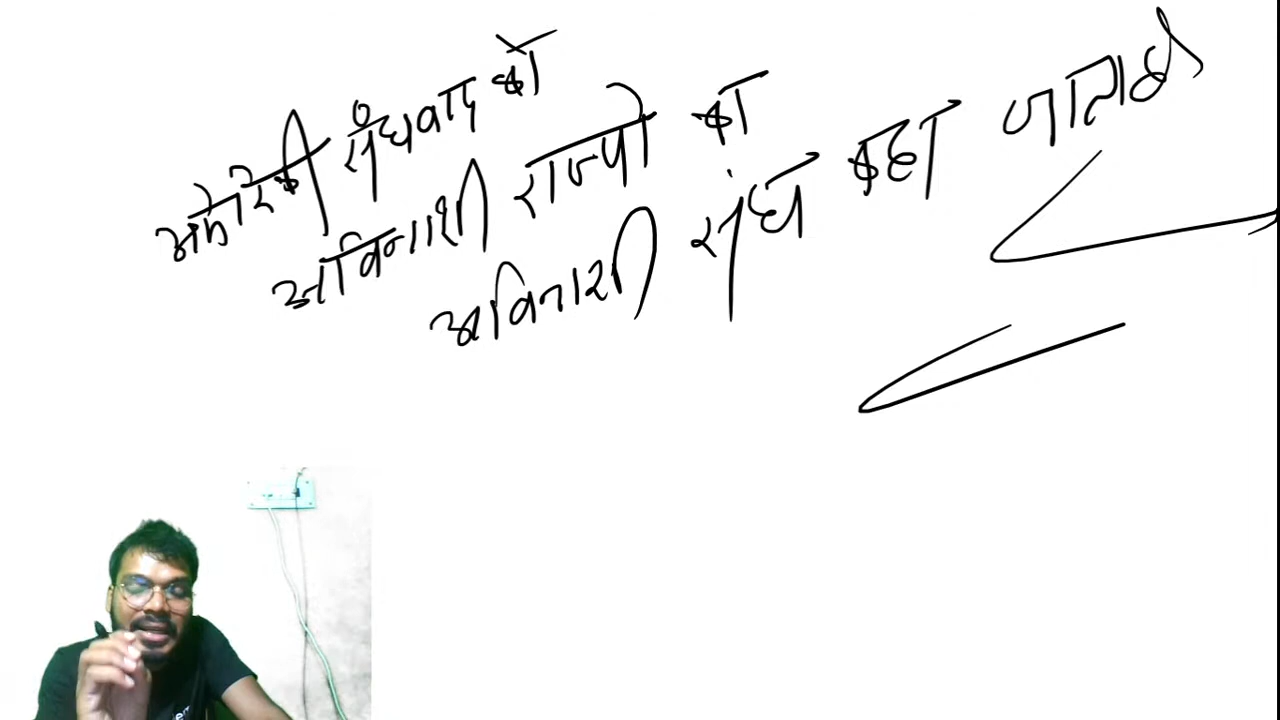 अमेरिकी संघवाद को
अविनाशी राज्यो का
अविनाशी संघ कहा जाता है